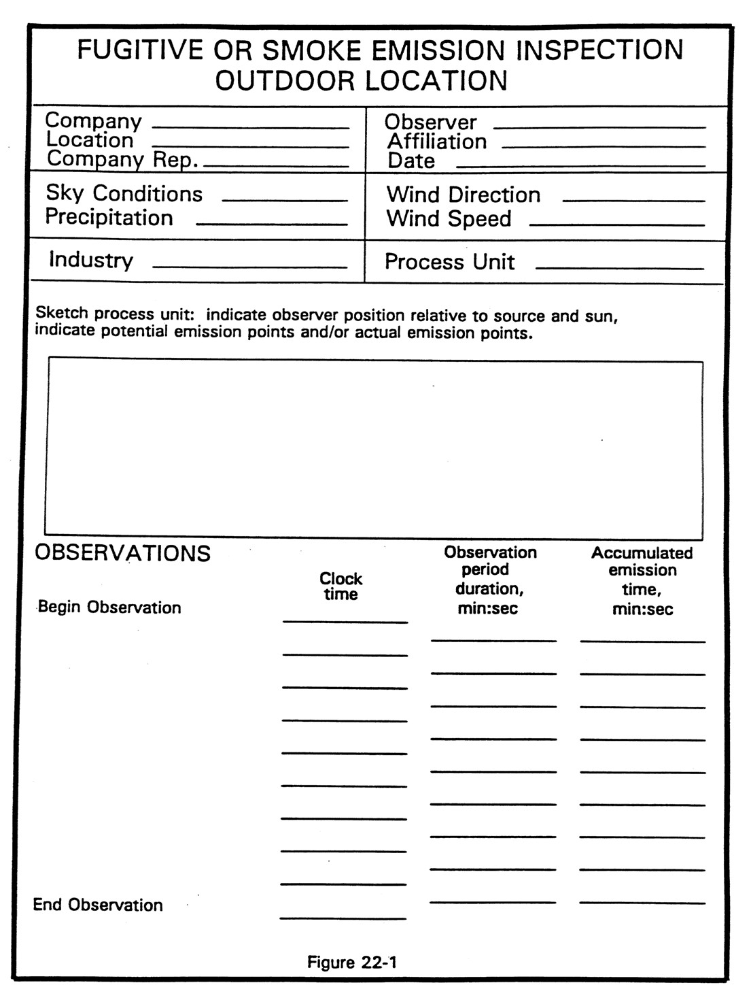 FUGITIVE OR SMOKE EMISSION INSPECTION
OUTDOOR LOCATION
Company
Location
Company Rep.
Observer
Affiliation
Date
Sky Conditions
Precipitation
Wind Direction
Wind Speed
Industry
Process Unit
Sketch process unit: indicate observer position relative to source and sun,
indicate potential emission points and/or actual emission points.
OBSERVATIONS
Clock
time
Observation
period
duration,
min:sec
Accumulated
emission
time,
min:sec
Begin Observation
End Observation
Figure 22-1